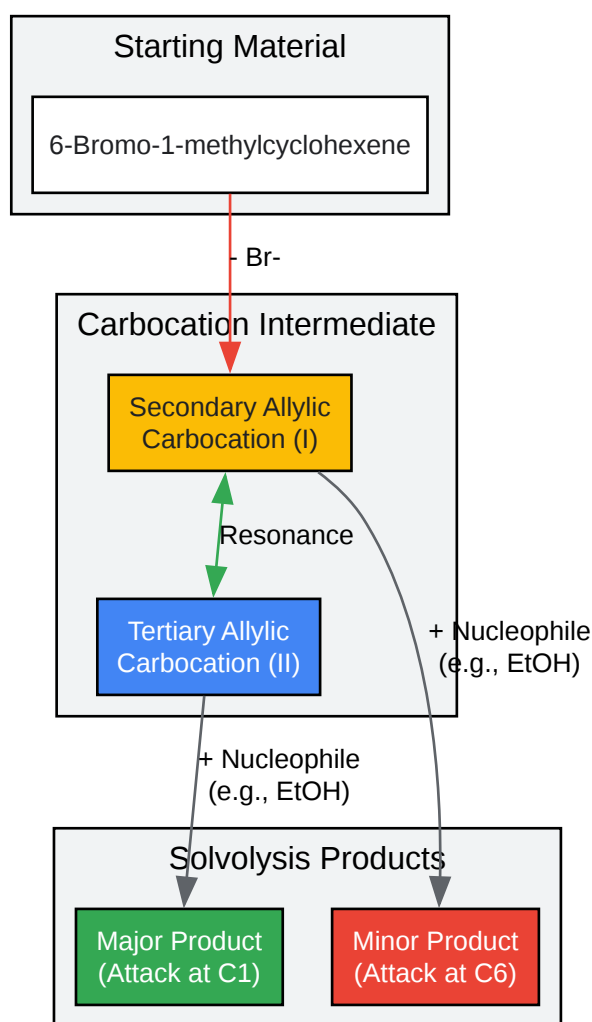 Starting Material
6-Bromo-1-methylcyclohexene
- Br-
Carbocation Intermediate
Secondary Allylic
Carbocation (I)
Resonance
Tertiary Allylic
Carbocation (II)
+ Nucleophile
(e.g., EtOH)
+ Nucleophile
(e.g., EtOH)
Solvolysis Products
Major Product
(Attack at C1)
Minor Product
(Attack at C6)